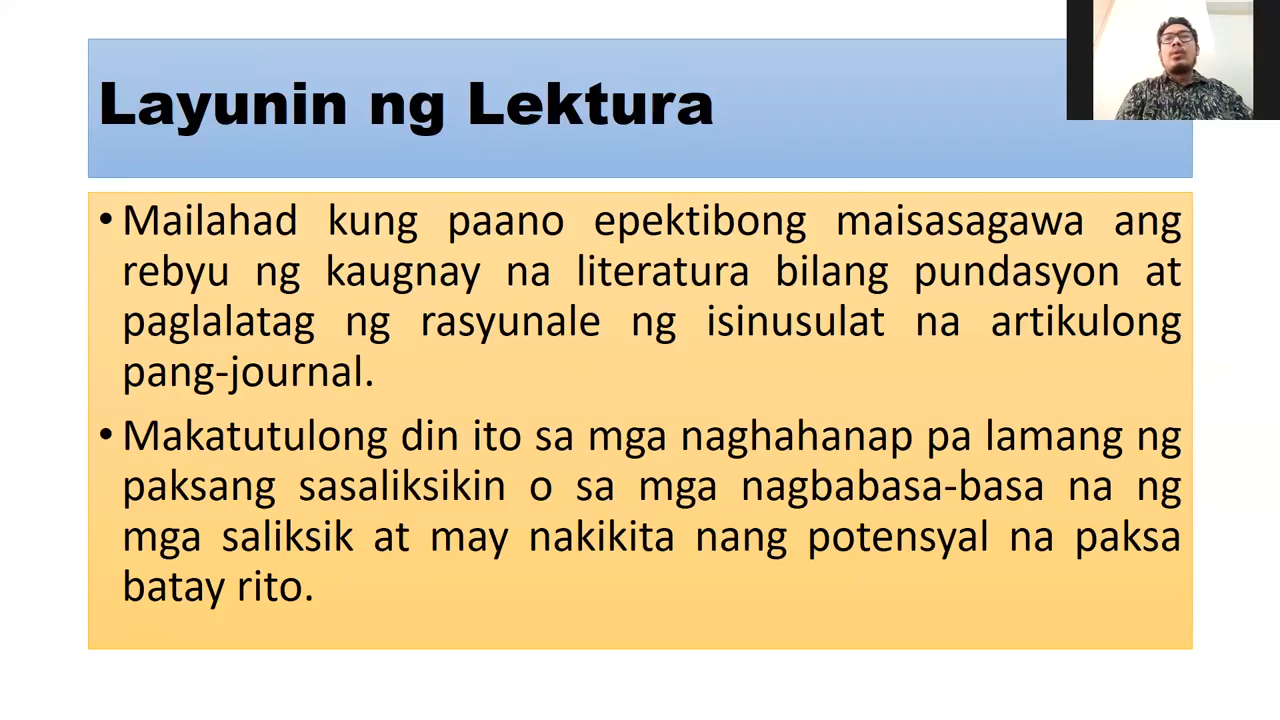 Layunin ng Lektura
• Mailahad kung paano epektibong maisasagawa ang
rebyu ng kaugnay na literatura bilang pundasyon at
paglalatag ng rasyunale ng isinusulat na artikulong
pang-journal.
• Makatutulong din ito sa mga naghahanap pa lamang ng
paksang sasaliksikin o sa mga nagbabasa-basa na ng
mga saliksik at may nakikita nang potensyal na paksa
batay rito.